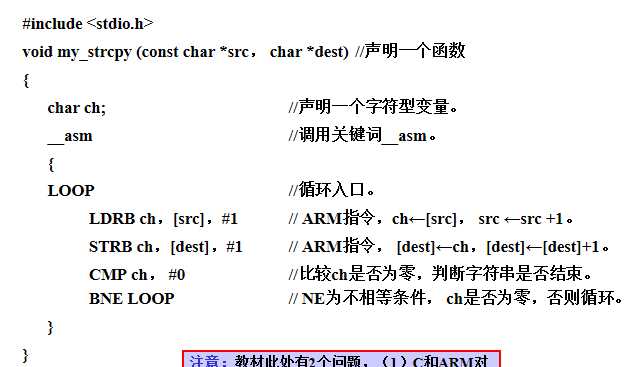 #include <stdio.h>
void my_strcpy (const char *src， char *dest) //声明一个函数
{
char ch; //声明一个字符型变量。
__asm //调用关键词__asm。
{
LOOP //循环入口。
LDRB ch，[src]，#1 // ARM指令，ch←[src]， src ←src +1。
STRB ch，[dest]，#1 // ARM指令， [dest]←ch，[dest]←[dest]+1。
CMP ch， #0 //比较ch是否为零，判断字符串是否结束。
BNE LOOP // NE为不相等条件， ch是否为零，否则循环。
}
}
注意：教材此处有2个问题，（1）C和ARM对